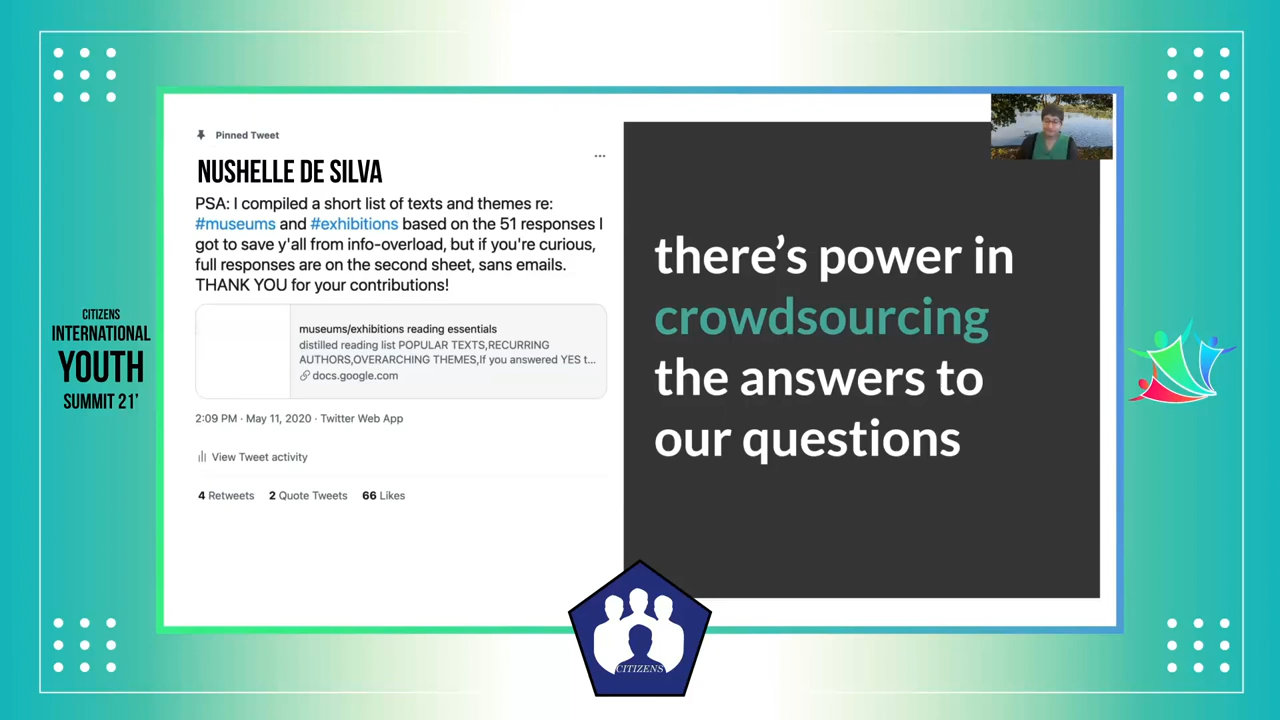 CITIZENS
INTERNATIONAL
YOUTH
SUMMIT 21'
Pinned Tweet
...
NUSHELLE DE SILVA
PSA: I compiled a short list of texts and themes re:
#museums and #exhibitions based on the 51 responses I
got to save y'all from info-overload, but if you're curious,
full responses are on the second sheet, sans emails.
THANK YOU for your contributions!
museums/exhibitions reading essentials
distilled reading list POPULAR TEXTS,RECURRING
AUTHORS,OVERARCHING THEMES,If you answered YES t...
docs.google.com
2:09 PM · May 11, 2020 · Twitter Web App
View Tweet activity
4 Retweets 2 Quote Tweets 66 Likes
there's power in
crowdsourcing
the answers to
our questions
CITIZENS